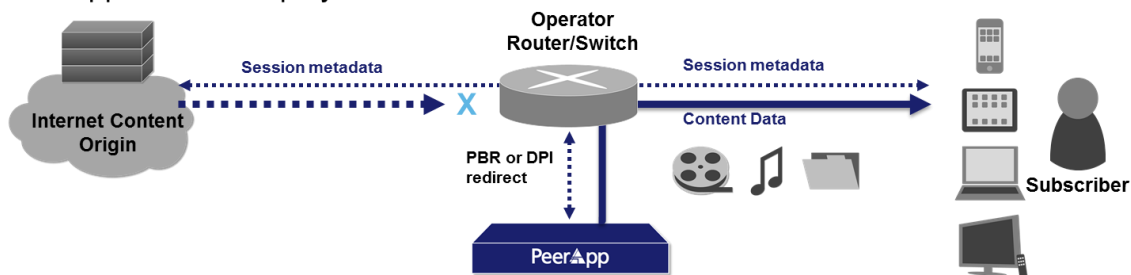 Operator
Router/Switch
Session metadata
Session metadata
X
Internet Content
Origin
Content Data
PBR or DPI
redirect
Subscriber
PeerApp